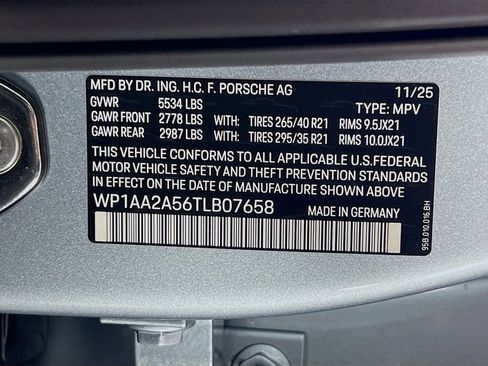 MFD BY DR. ING. H.C. F. PORSCHE AG 11/25
GVWR 5534 LBS TYPE: MPV
GAWR FRONT 2778 LBS WITH: TIRES 265/40 R21 RIMS 9.5JX21
GAWR REAR 2987 LBS WITH: TIRES 295/35 R21 RIMS 10.0JX21
THIS VEHICLE CONFORMS TO ALL APPLICABLE U.S.FEDERAL
MOTOR VEHICLE SAFETY AND THEFT PREVENTION STANDARDS
IN EFFECT ON THE DATE OF MANUFACTURE SHOWN ABOVE.
WP1AA2A56TLB07658 MADE IN GERMANY
95B.010.016.BH